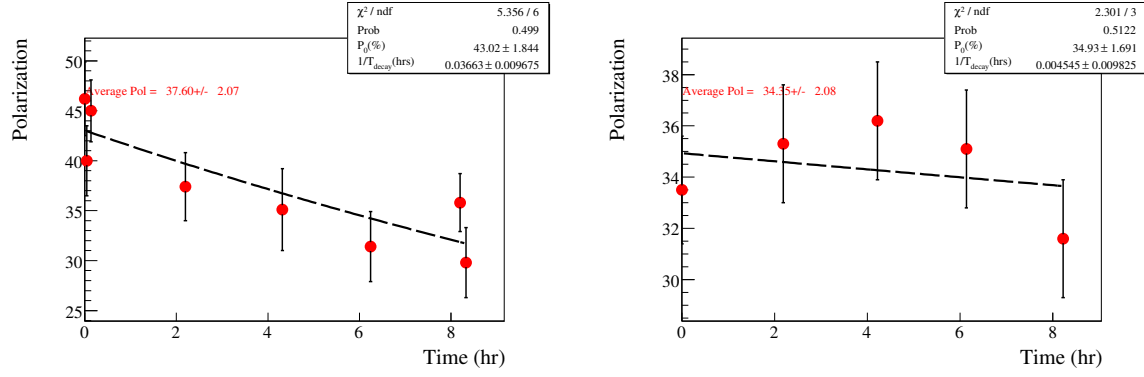 χ² / ndf 5.356 / 6
Prob 0.499
P₀(%) 43.02 ± 1.844
1/T_decay(hrs) 0.03663 ± 0.009675
Polarization
Average Pol = 37.60+/- 2.07
50
45
40
35
30
25
0 2 4 6 8
Time (hr)
χ² / ndf 2.301 / 3
Prob 0.5122
P₀(%) 34.93 ± 1.691
1/T_decay(hrs) 0.004545 ± 0.009825
Polarization
Average Pol = 34.35+/- 2.08
38
36
34
32
30
28
0 2 4 6 8
Time (hr)